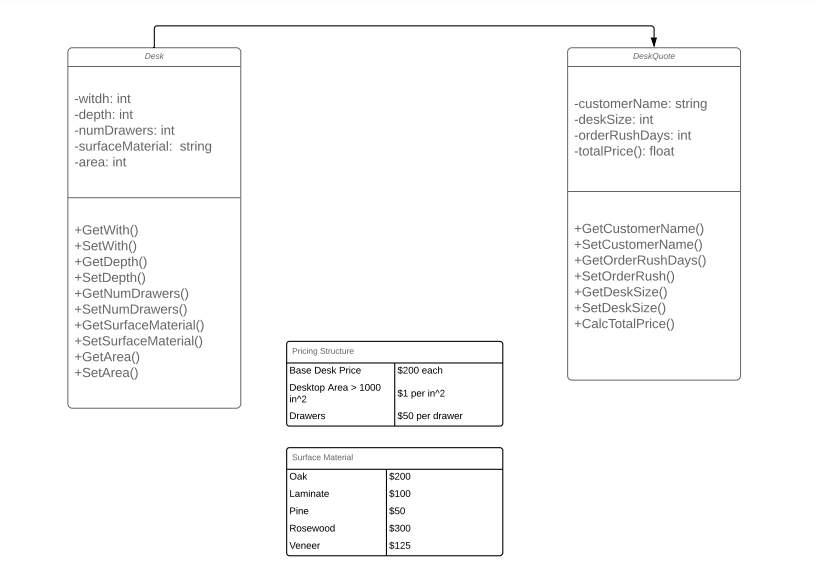 Desk
-witdh: int
-depth: int
-numDrawers: int
-surfaceMaterial:  string
-area: int
+GetWith()
+SetWith()
+GetDepth()
+SetDepth()
+GetNumDrawers()
+SetNumDrawers()
+GetSurfaceMaterial()
+SetSurfaceMaterial()
+GetArea()
+SetArea()
DeskQuote
-customerName: string
-deskSize: int
-orderRushDays: int
-totalPrice(): float
+GetCustomerName()
+SetCustomerName()
+GetOrderRushDays()
+SetOrderRush()
+GetDeskSize()
+SetDeskSize()
+CalcTotalPrice()
Pricing Structure
Base Desk Price $200 each
Desktop Area > 1000
in^2 $1 per in^2
Drawers $50 per drawer
Surface Material
Oak $200
Laminate $100
Pine $50
Rosewood $300
Veneer $125